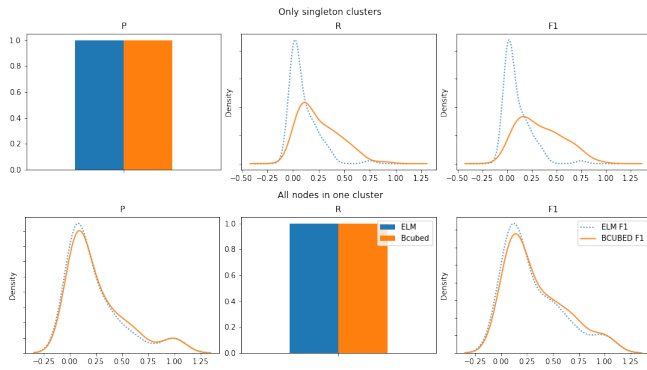 Only singleton clusters
P
R
F1
1.0
0.8
0.6
0.4
0.2
0.0
Density
−0.50 −0.25 0.00 0.25 0.50 0.75 1.00 1.25
Density
−0.50 −0.25 0.00 0.25 0.50 0.75 1.00 1.25
All nodes in one cluster
P
R
F1
Density
−0.25 0.00 0.25 0.50 0.75 1.00 1.25
1.0
0.8
0.6
0.4
0.2
0.0
ELM
Bcubed
Density
ELM F1
BCUBED F1
−0.25 0.00 0.25 0.50 0.75 1.00 1.25